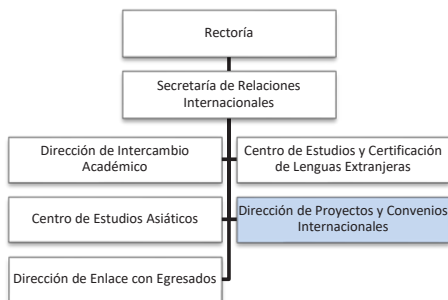 Rectoría
Secretaría de Relaciones
Internacionales
Dirección de Intercambio
Académico
Centro de Estudios y Certificación
de Lenguas Extranjeras
Centro de Estudios Asiáticos
Dirección de Proyectos y Convenios
Internacionales
Dirección de Enlace con Egresados